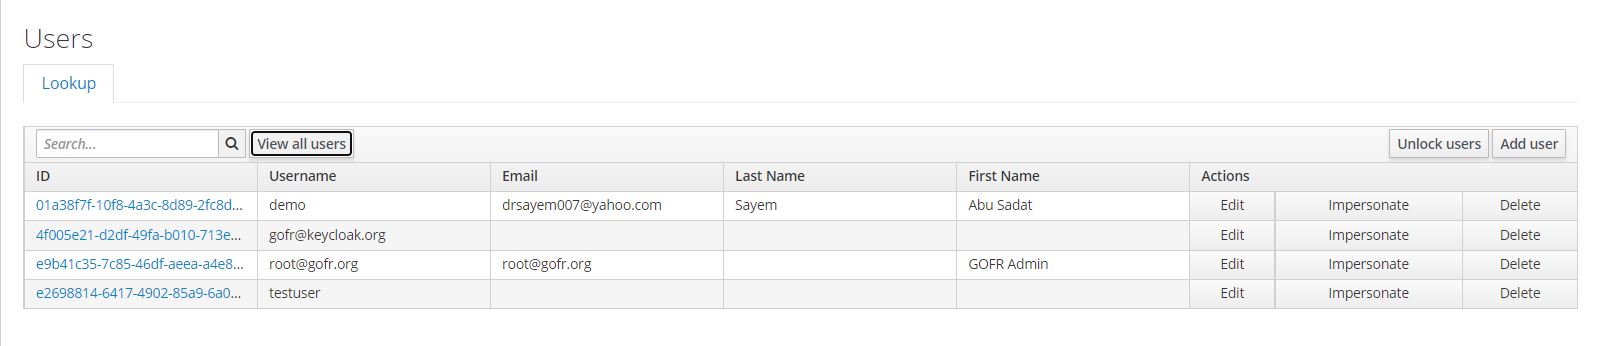 Users
Lookup
Search... View all users Unlock users Add user
ID Username Email Last Name First Name Actions
01a38f7f-10f8-4a3c-8d89-2fc8d... demo drsayem007@yahoo.com Sayem Abu Sadat Edit Impersonate Delete
4f005e21-d2df-49fa-b010-713e... gofr@keycloak.org Edit Impersonate Delete
e9b41c35-7c85-46df-aeea-a4e8... root@gofr.org root@gofr.org GOFR Admin Edit Impersonate Delete
e2698814-6417-4902-85a9-6a0... testuser Edit Impersonate Delete